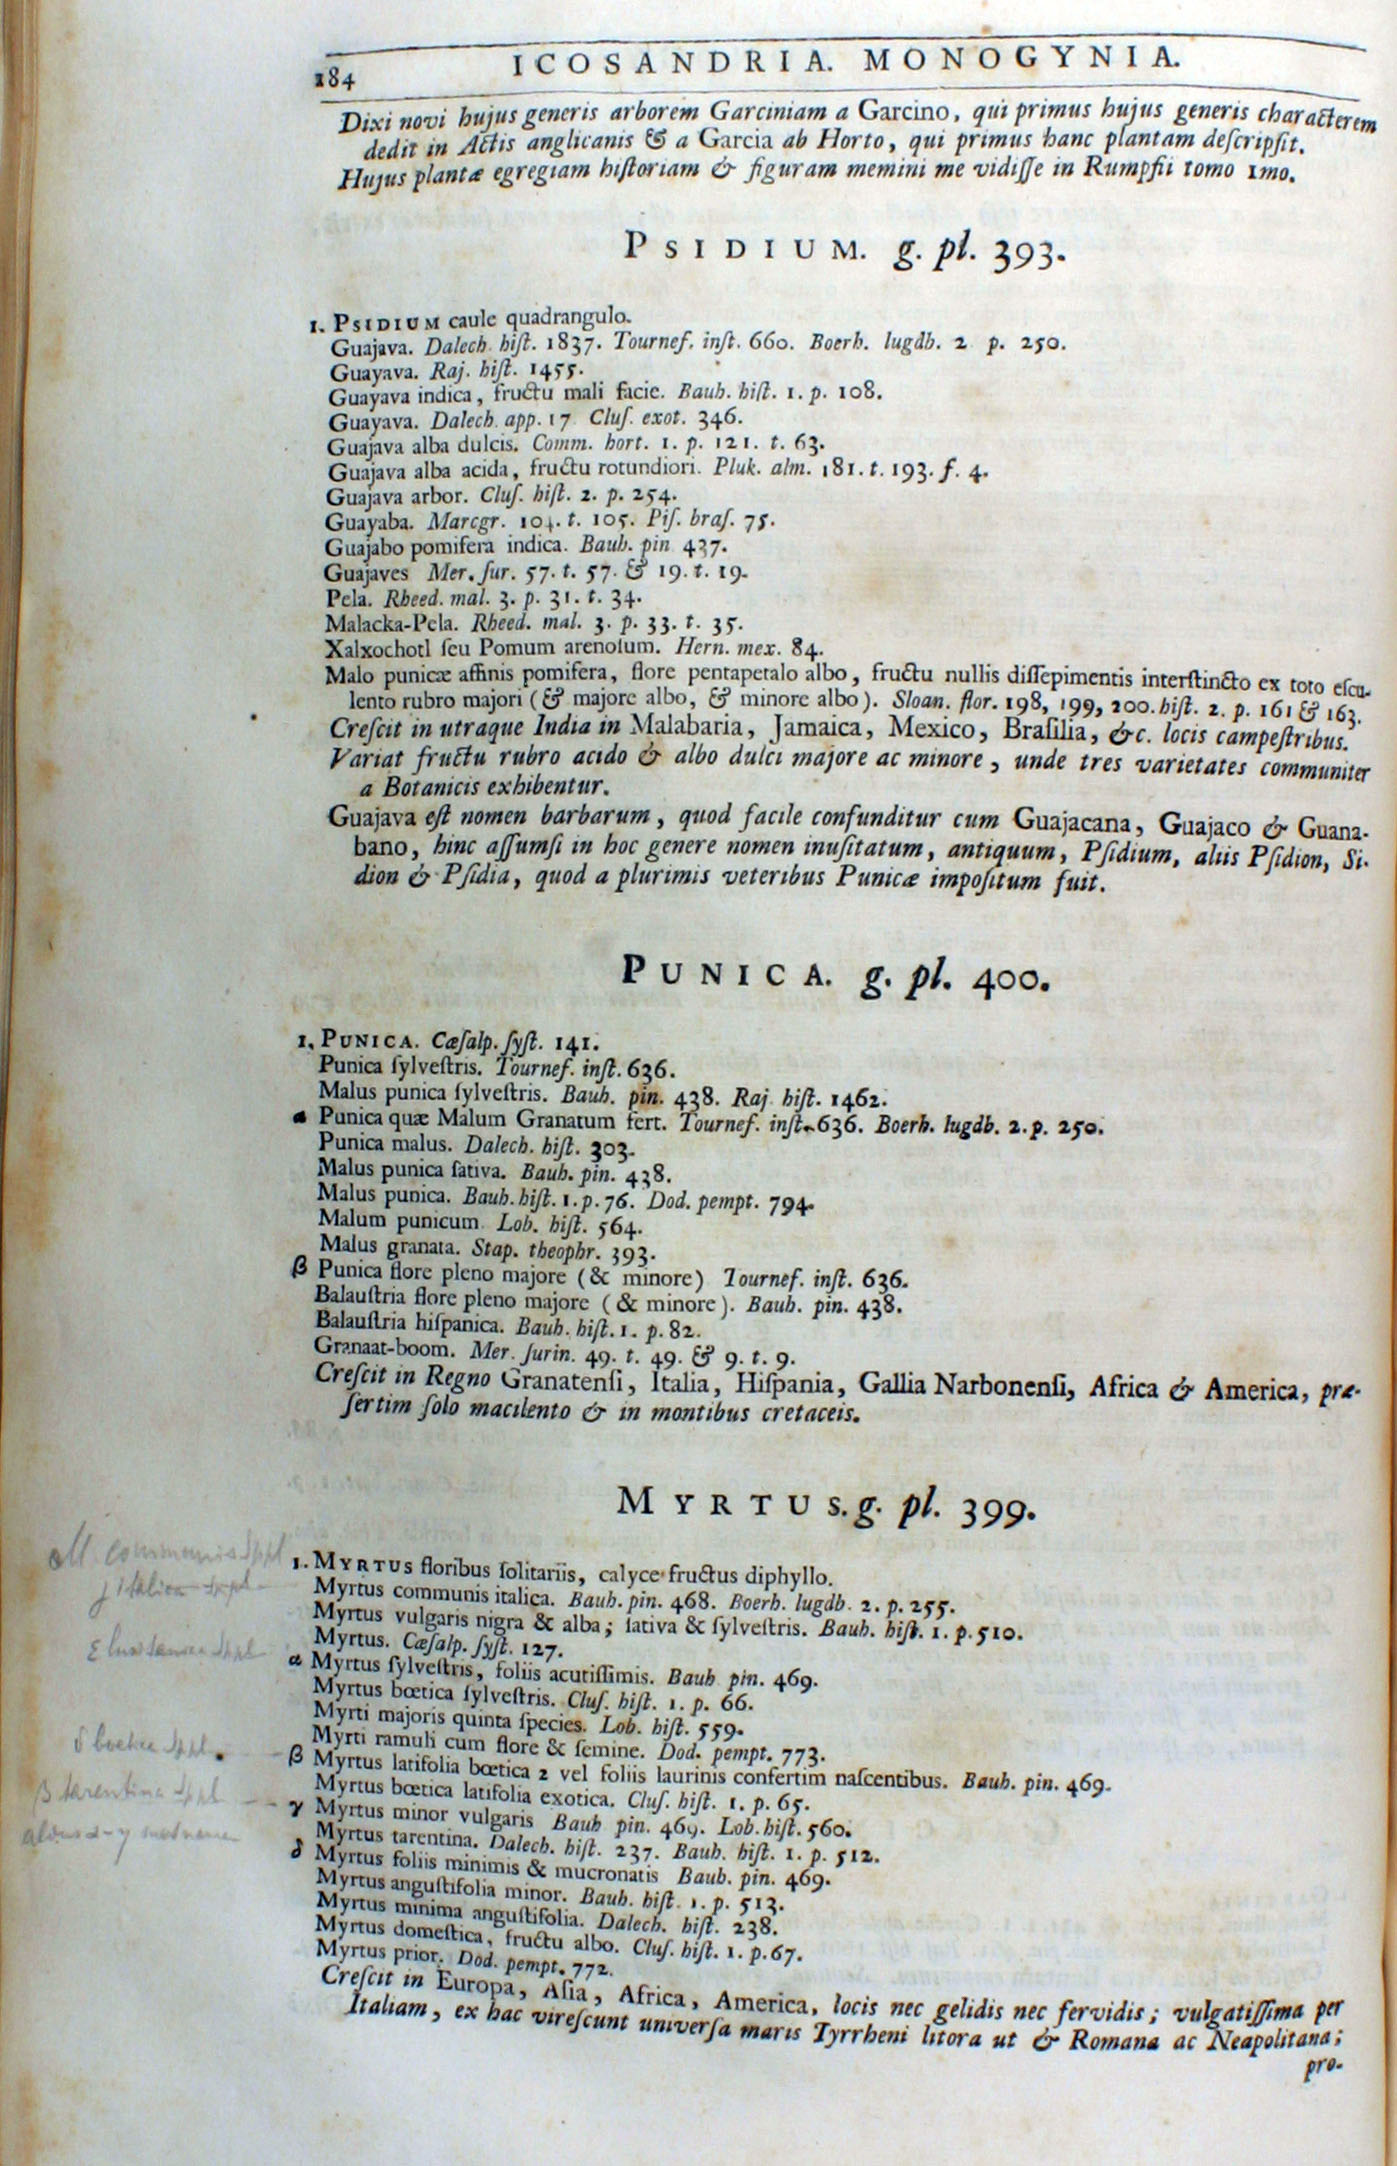 184
ICOSANDRIA. MONOGYNIA.
Dixi novi hujus generis arborem Garciniam a Garcino, qui primus hujus generis characterem
dedit in Actis anglicanis & a Garcia ab Horto, qui primus hanc plantam deſcripſit.
Hujus plantæ egregiam hiſtoriam & figuram memini me vidiſſe in Rumpfii tomo 1mo.
PSIDIUM. g. pl. 393.
1. PSIDIUM caule quadrangulo.
Guajava. Dalech. hiſt. 1837. Tournef. inſt. 660. Boerh. lugdb. 2 p. 250.
Guayava. Raj. hiſt. 1455.
Guayava indica, fructu mali facie. Bauh. hiſt. 1. p. 108.
Guayava. Dalech. app. 17 Cluſ. exot. 346.
Guajava alba dulcis. Comm. hort. 1. p. 121. t. 63.
Guajava alba acida, fructu rotundiori. Pluk. alm. 181. t. 193. f. 4.
Guajava arbor. Cluſ. hiſt. 2. p. 254.
Guayaba. Marcgr. 104. t. 105. Piſ. braſ. 75.
Guajabo pomifera indica. Bauh. pin 437.
Guajaves Mer. ſur. 57. t. 57. & 19. t. 19.
Pela. Rheed. mal. 3. p. 31. t. 34.
Malacka-Pela. Rheed. mal. 3. p. 33. t. 35.
Xalxochotl ſeu Pomum arenoſum. Hern. mex. 84.
Malo punicæ affinis pomifera, flore pentapetalo albo, fructu nullis diſſepimentis interſtincto ex toto eſcu-
lento rubro majori (& majore albo, & minore albo). Sloan. flor. 198, 199, 200. hiſt. 2. p. 161 & 163.
Creſcit in utraque India in Malabaria, Jamaica, Mexico, Braſilia, &c. locis campeſtribus.
Variat fructu rubro acido & albo dulci majore ac minore, unde tres varietates communiter
a Botanicis exhibentur.
Guajava eſt nomen barbarum, quod facile confunditur cum Guajacana, Guajaco & Guana-
bano, hinc aſſumſi in hoc genere nomen inuſitatum, antiquum, Pſidium, aliis Pſidion, Si-
dion & Pſidia, quod a plurimis veteribus Punicæ impoſitum fuit.
PUNICA. g. pl. 400.
1. PUNICA. Cæſalp. ſyſt. 141.
Punica ſylveſtris. Tournef. inſt. 636.
Malus punica ſylveſtris. Bauh. pin. 438. Raj hiſt. 1462.
α Punica quæ Malum Granatum fert. Tournef. inſt. 636. Boerh. lugdb. 2. p. 250.
Punica malus. Dalech. hiſt. 303.
Malus punica ſativa. Bauh. pin. 438.
Malus punica. Bauh. hiſt. 1. p. 76. Dod. pempt. 794.
Malum punicum. Lob. hiſt. 564.
Malus granata. Stap. theophr. 393.
β Punica flore pleno majore (& minore) Tournef. inſt. 636.
Balauſtria flore pleno majore (& minore). Bauh. pin. 438.
Balauſtria hiſpanica. Bauh. hiſt. 1. p. 82.
Granaat-boom. Mer. ſurin. 49. t. 49. & 9. t. 9.
Creſcit in Regno Granatenſi, Italia, Hiſpania, Gallia Narbonenſi, Africa & America, præ-
ſertim ſolo macilento & in montibus cretaceis.
MYRTUS. g. pl. 399.
1. MYRTUS floribus ſolitariis, calyce fructus diphyllo.
Myrtus communis italica. Bauh. pin. 468. Boerh. lugdb. 2. p. 255.
Myrtus vulgaris nigra & alba; ſativa & ſylveſtris. Bauh. hiſt. 1. p. 510.
Myrtus. Cæſalp. ſyſt. 127.
α Myrtus ſylveſtris, foliis acutiſſimis. Bauh pin. 469.
Myrtus bœtica ſylveſtris. Cluſ. hiſt. 1. p. 66.
Myrti majoris quinta ſpecies. Lob. hiſt. 559.
Myrti ramuli cum flore & ſemine. Dod. pempt. 773.
β Myrtus latifolia bœtica 2 vel foliis laurinis confertim naſcentibus. Bauh. pin. 469.
Myrtus bœtica latifolia exotica. Cluſ. hiſt. 1. p. 65.
γ Myrtus minor vulgaris Bauh pin. 469. Lob. hiſt. 560.
Myrtus tarentina. Dalech. hiſt. 237. Bauh. hiſt. 1. p. 512.
δ Myrtus foliis minimis & mucronatis Bauh. pin. 469.
Myrtus anguſtifolia minor. Bauh. hiſt. 1. p. 513.
Myrtus minima anguſtifolia. Dalech. hiſt. 238.
Myrtus domeſtica, fructu albo. Cluſ. hiſt. 1. p. 67.
Myrtus prior. Dod. pempt. 772.
Creſcit in Europa, Aſia, Africa, America, locis nec gelidis nec fervidis; vulgatiſſima per
Italiam, ex hac vireſcunt univerſa maris Tyrrheni litora ut & Romana ac Neapolitana;
pro-
M. communis Sppl
italica Sppl
Sppl
δ boetica Sppl.
β tarentina Sppl